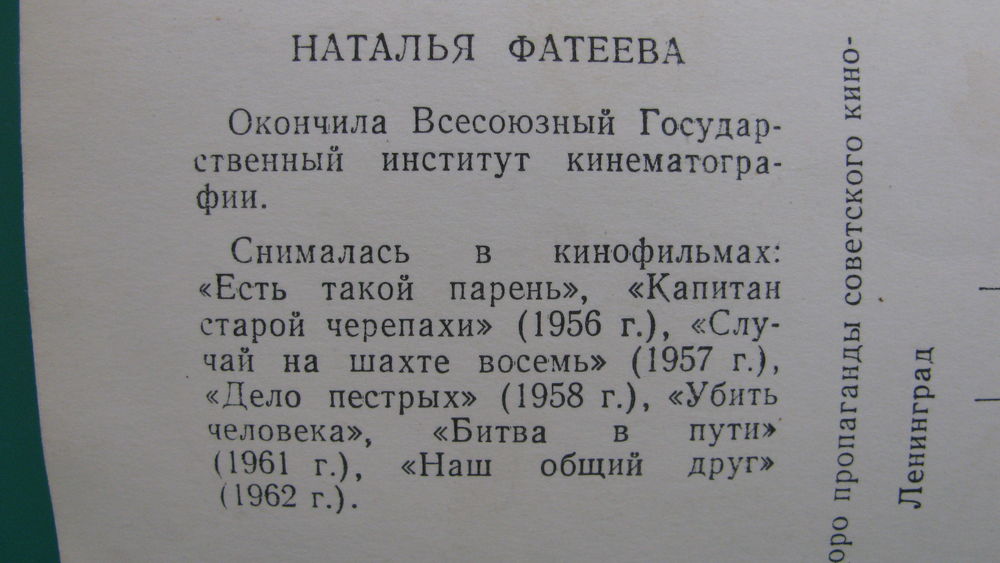 НАТАЛЬЯ ФАТЕЕВА
Окончила Всесоюзный Государ-
ственный институт кинематогра-
фии.
Снималась в кинофильмах:
«Есть такой парень», «Капитан
старой черепахи» (1956 г.), «Слу-
чай на шахте восемь» (1957 г.),
«Дело пестрых» (1958 г.), «Убить
человека», «Битва в пути»
(1961 г.), «Наш общий друг»
(1962 г.).
оро пропаганды советского кино-
Ленинград